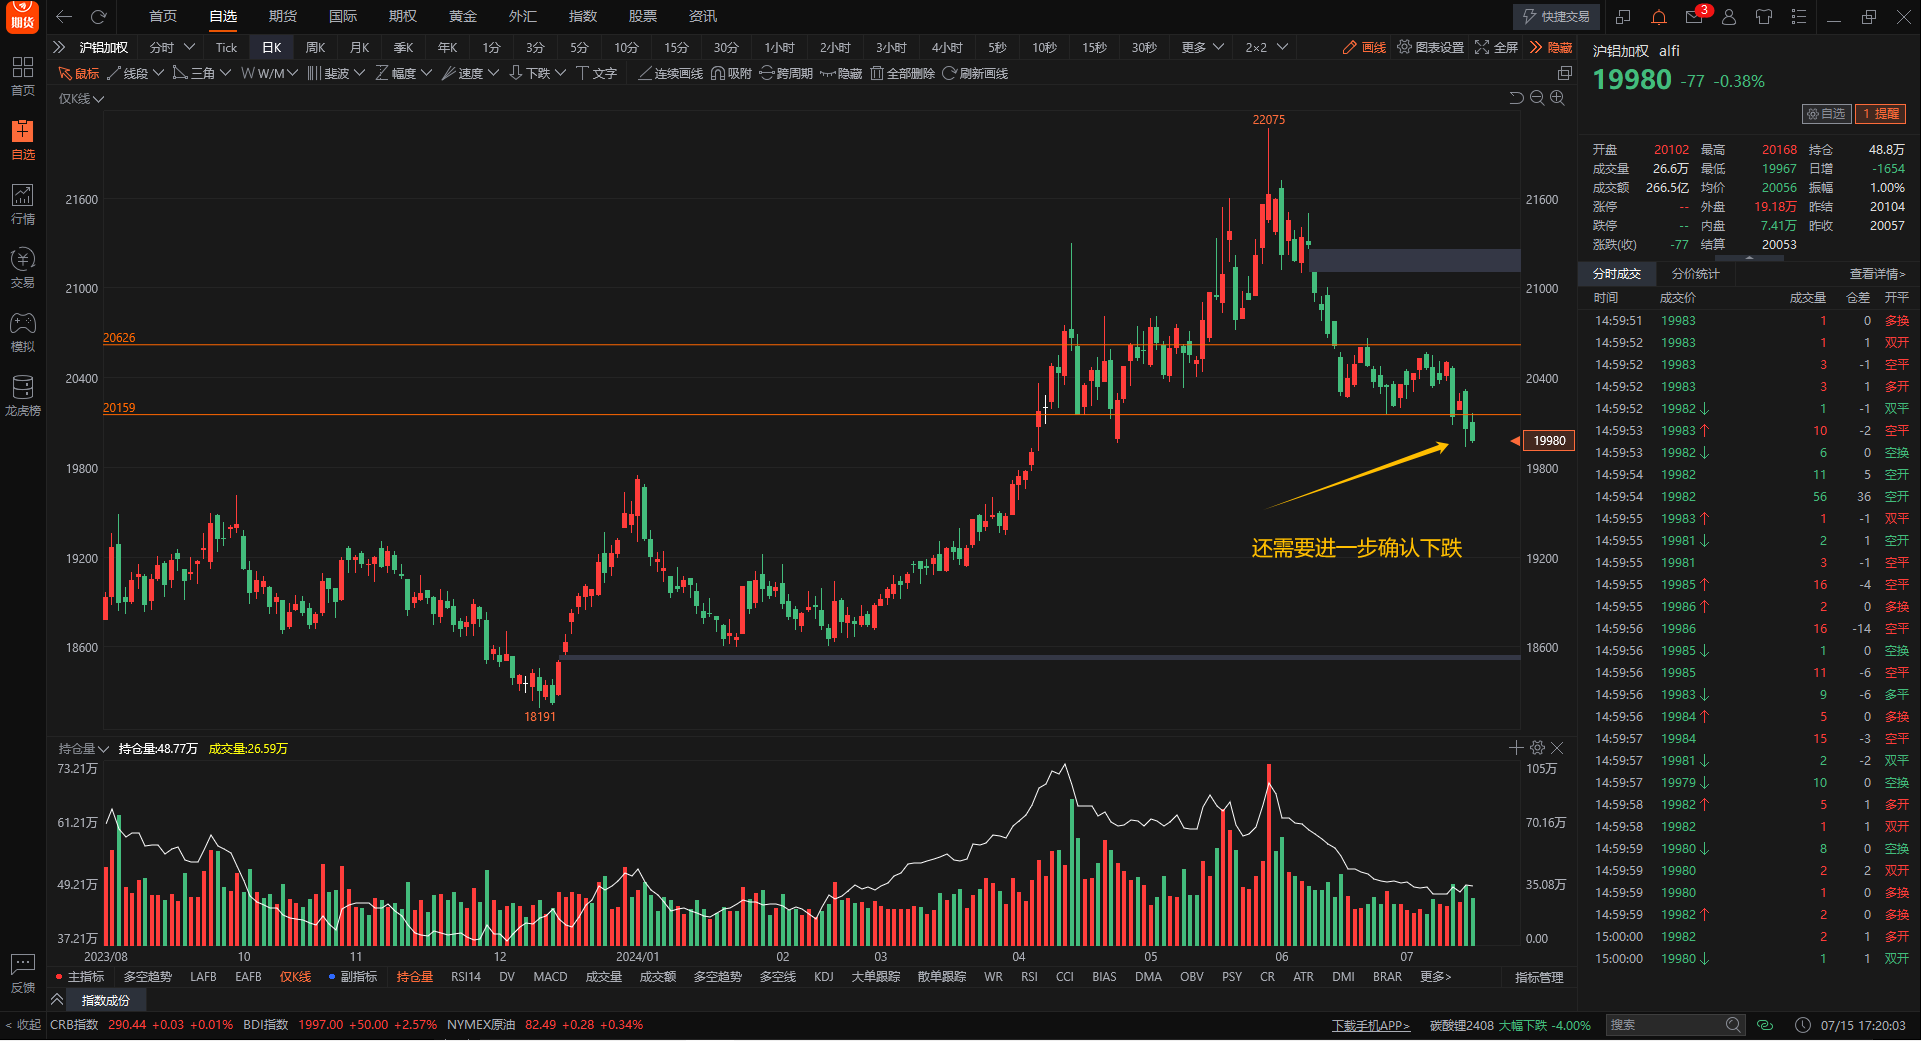 期货 首页 自选 期货 国际 期权 黄金 外汇 指数 股票 资讯 快捷交易 3
沪铝加权 分时 Tick 日K 周K 月K 季K 年K 1分 3分 5分 10分 15分 30分 1小时 2小时 3小时 4小时 5秒 10秒 15秒 30秒 更多 2×2 画线 图表设置 全屏 隐藏
鼠标 线段 三角 W/M 斐波 幅度 速度 下跌 文字 连续画线 吸附 跨周期 隐藏 全部删除 刷新画线
仅K线
首页
自选
行情
交易
模拟
龙虎榜
反馈
< 收起
22075
21600 21600
21000 21000
20626
20400 20400
20159
19980
19800 19800
还需要进一步确认下跌
19200 19200
18600 18600
18191
持仓量 持仓量:48.77万 成交量:26.59万
73.21万 105万
61.21万 70.16万
49.21万 35.08万
37.21万 0.00
2023/08 10 11 12 2024/01 02 03 04 05 06 07
主指标 多空趋势 LAFB EAFB 仅K线 副指标 持仓量 RSI14 DV MACD 成交量 成交额 多空趋势 多空线 KDJ 大单跟踪 散单跟踪 WR RSI CCI BIAS DMA OBV PSY CR ATR DMI BRAR 更多> 指标管理
指数成份
沪铝加权 alfi
19980 -77 -0.38%
自选 1 提醒
开盘 20102 最高 20168 持仓 48.8万
成交量 26.6万 最低 19967 日增 -1654
成交额 266.5亿 均价 20056 振幅 1.00%
涨停 -- 外盘 19.18万 昨结 20104
跌停 -- 内盘 7.41万 昨收 20057
涨跌(收) -77 结算 20053
分时成交 分价统计 查看详情>
时间 成交价 成交量 仓差 开平
14:59:51 19983 1 0 多换
14:59:52 19983 1 1 双开
14:59:52 19983 3 -1 空平
14:59:52 19983 3 1 多开
14:59:52 19982↓ 1 -1 双平
14:59:53 19983↑ 10 -2 空平
14:59:53 19982↓ 6 0 空换
14:59:54 19982 11 5 空开
14:59:54 19982 56 36 空开
14:59:55 19983↑ 1 -1 双平
14:59:55 19981↓ 2 1 空开
14:59:55 19981 3 -1 空平
14:59:55 19985↑ 16 -4 空平
14:59:55 19986↑ 2 0 多换
14:59:56 19986 16 -14 空平
14:59:56 19985↓ 1 0 空换
14:59:56 19985 11 -6 空平
14:59:56 19983↓ 9 -6 多平
14:59:56 19984↑ 5 0 多换
14:59:57 19984 15 -3 空平
14:59:57 19981↓ 2 -2 双平
14:59:57 19979↓ 10 0 空换
14:59:58 19982↑ 5 1 多开
14:59:58 19982 1 1 双开
14:59:59 19980↓ 8 0 空换
14:59:59 19980 2 2 双开
14:59:59 19980 1 0 多换
14:59:59 19982↑ 2 0 多换
15:00:00 19982 2 1 多开
15:00:00 19980↓ 1 1 双开
CRB指数 290.44 +0.03 +0.01% BDI指数 1997.00 +50.00 +2.57% NYMEX原油 82.49 +0.28 +0.34% 下载手机APP> 碳酸锂2408 大幅下跌 -4.00% 搜索 07/15 17:20:03